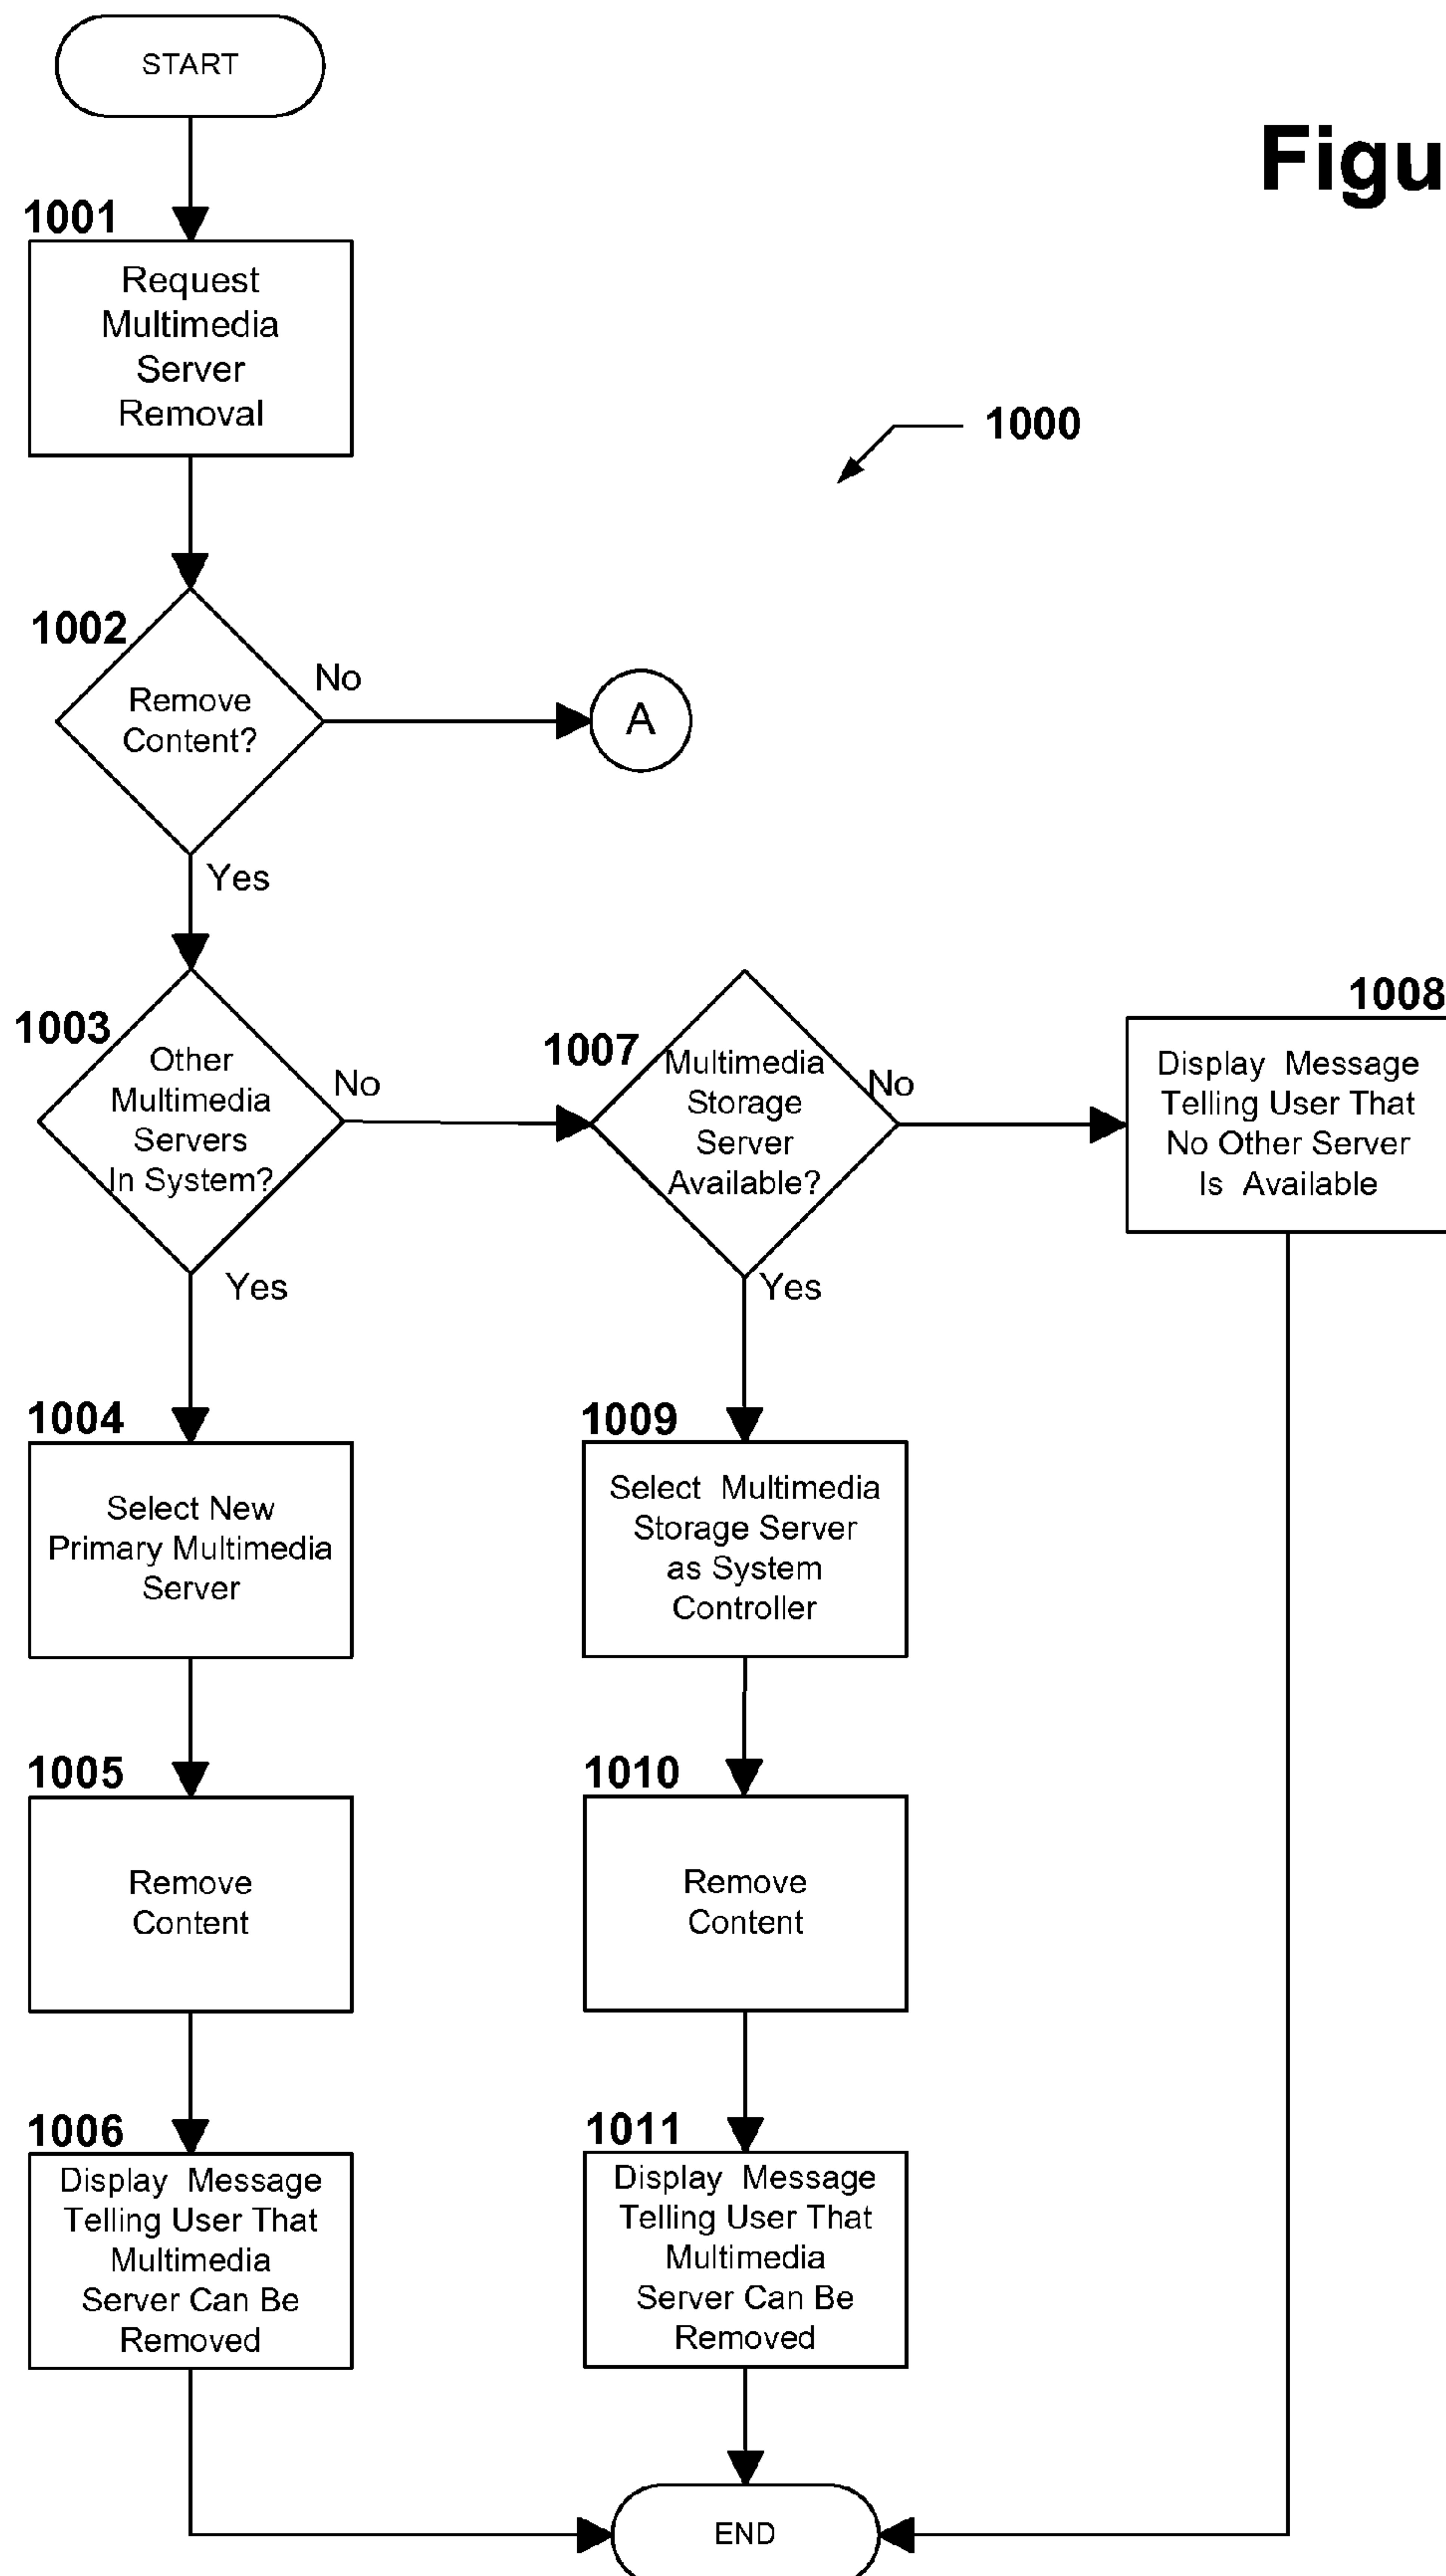 START
Figu
1001
Request
Multimedia
Server
Removal
1000
1002
Remove
Content?
No
A
Yes
1003
Other
Multimedia
Servers
In System?
No
1007
Multimedia
Storage
Server
Available?
No
1008
Display Message
Telling User That
No Other Server
Is Available
Yes
Yes
1004
Select New
Primary Multimedia
Server
1009
Select Multimedia
Storage Server
as System
Controller
1005
Remove
Content
1010
Remove
Content
1006
Display Message
Telling User That
Multimedia
Server Can Be
Removed
1011
Display Message
Telling User That
Multimedia
Server Can Be
Removed
END